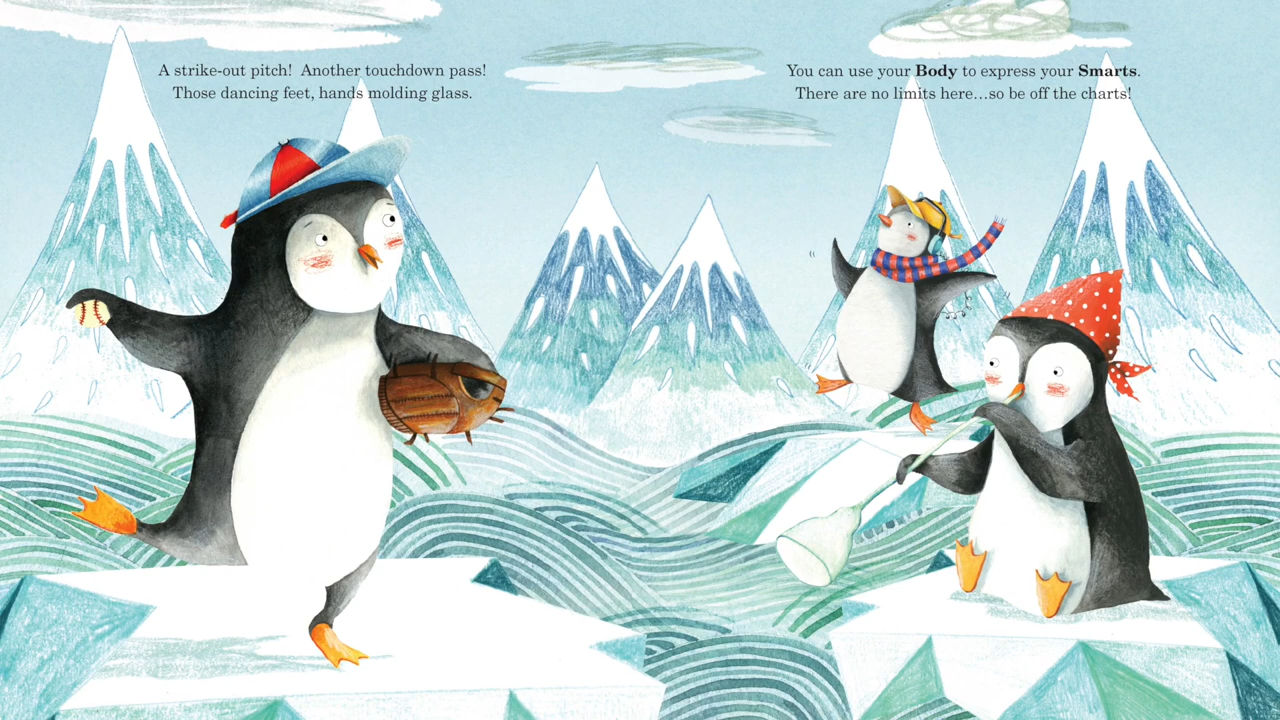 A strike-out pitch! Another touchdown pass!
Those dancing feet, hands molding glass.
You can use your Body to express your Smarts.
There are no limits here...so be off the charts!